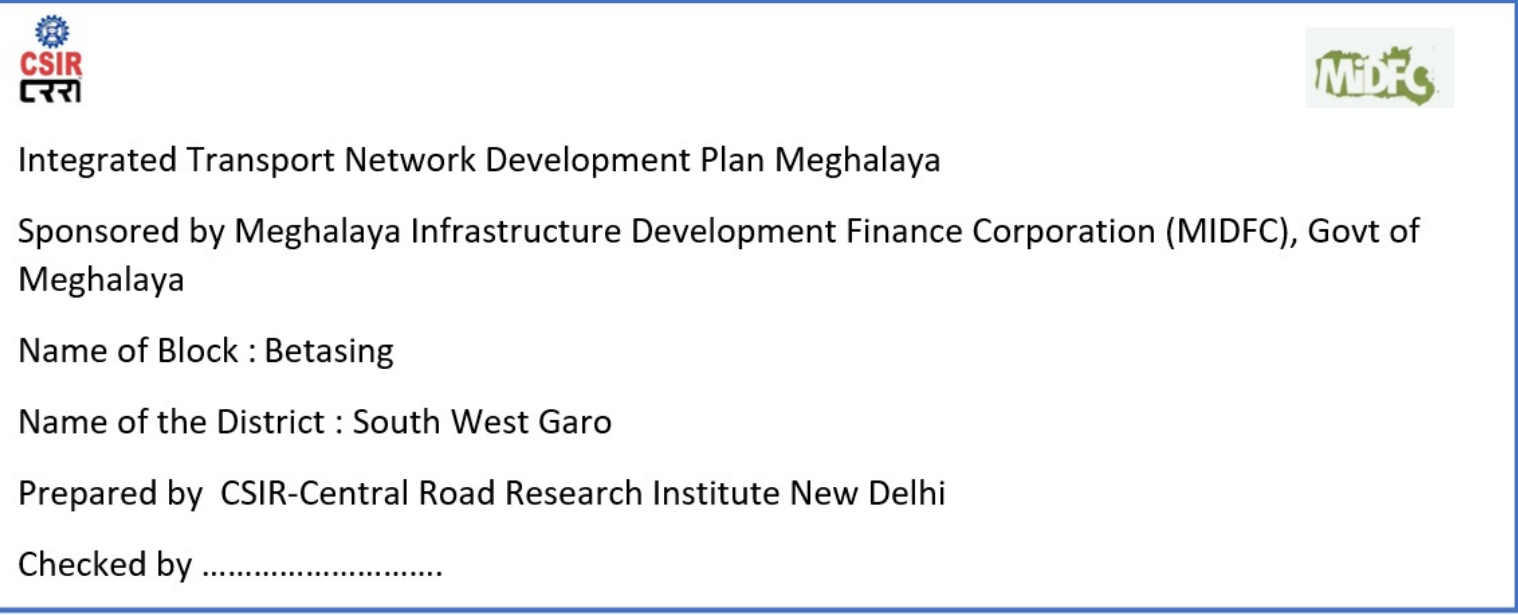 CSIR
CRRI
MiDFC
Integrated Transport Network Development Plan Meghalaya
Sponsored by Meghalaya Infrastructure Development Finance Corporation (MIDFC), Govt of
Meghalaya
Name of Block : Betasing
Name of the District : South West Garo
Prepared by  CSIR-Central Road Research Institute New Delhi
Checked by ………………………